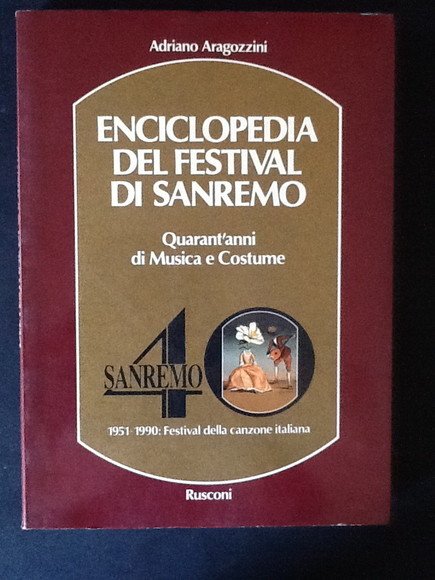 Adriano Aragozzini
ENCICLOPEDIA
DEL FESTIVAL
DI SANREMO
Quarant'anni
di Musica e Costume
40
SANREMO
1951-1990: Festival della canzone italiana
Rusconi